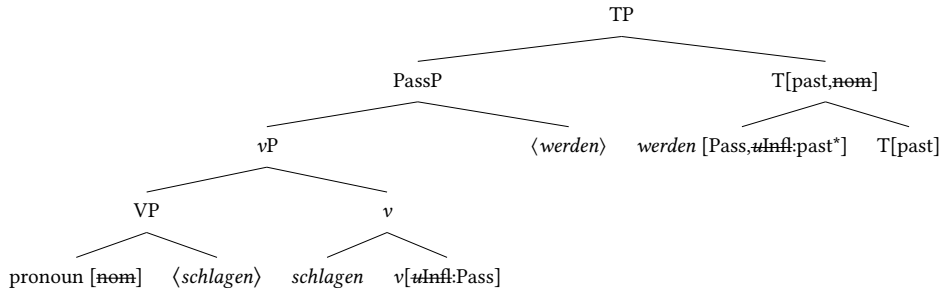 TP
PassP T[past,nom]
vP ⟨werden⟩ werden [Pass,uInfl:past*] T[past]
VP v
pronoun [nom] ⟨schlagen⟩ schlagen v[uInfl:Pass]